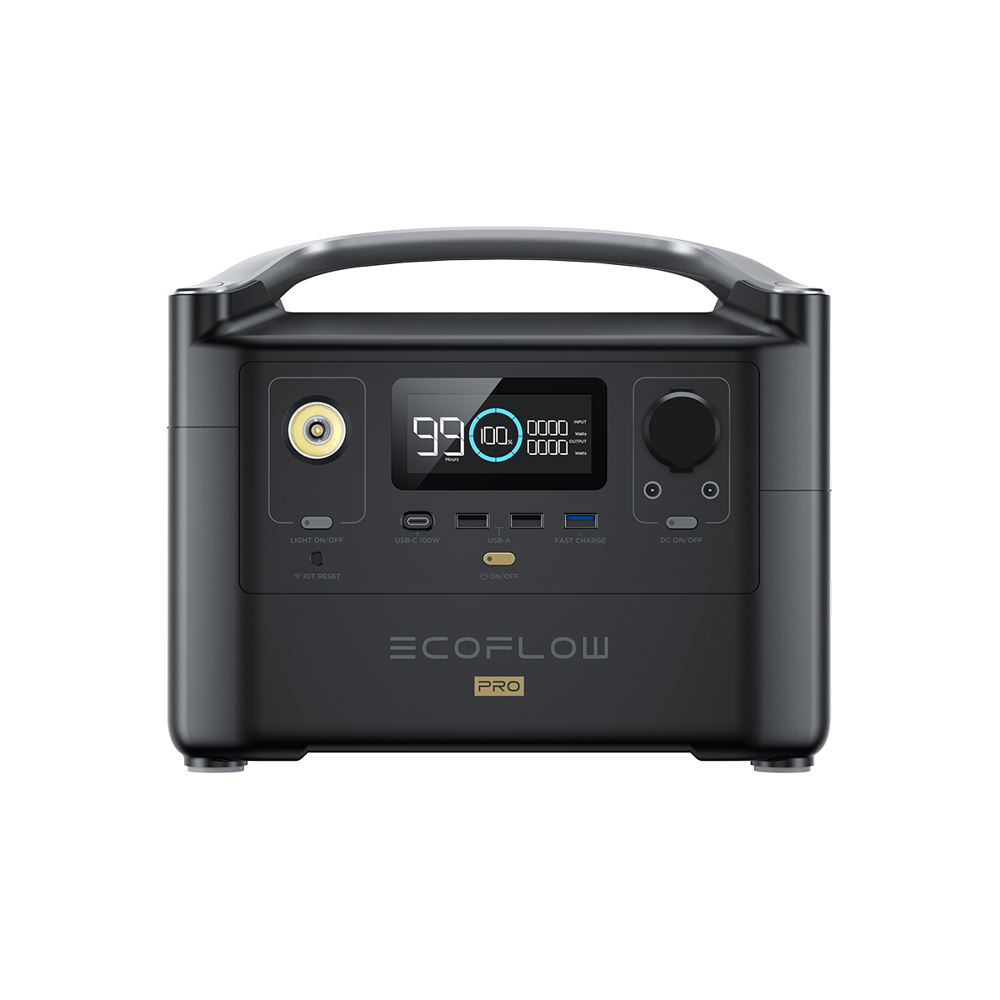 99
Hours
100%
0000
INPUT
Watts
0000
OUTPUT
Watts
LIGHT ON/OFF
USB-C 100W
USB-A
FAST CHARGE
DC ON/OFF
IOT RESET
ON/OFF
ECOFLOW
PRO